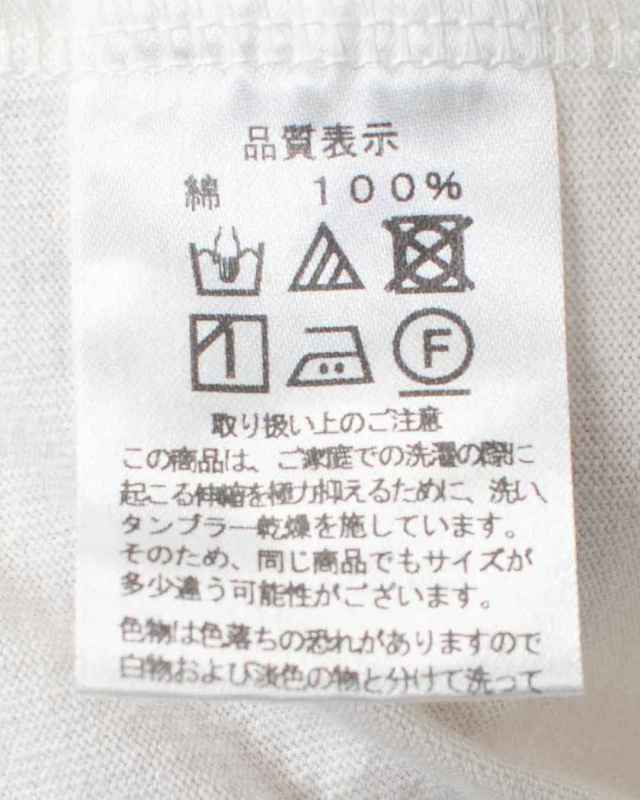 品質表示
綿 100%
F
取り扱い上のご注意
この商品は、ご家庭での洗濯の際に
起こる伸縮を極力抑えるために、洗い、
タンブラー乾燥を施しています。
そのため、同じ商品でもサイズが
多少違う可能性がございます。
色物は色落ちの恐れがありますので
白物および淡色の物と分けて洗って